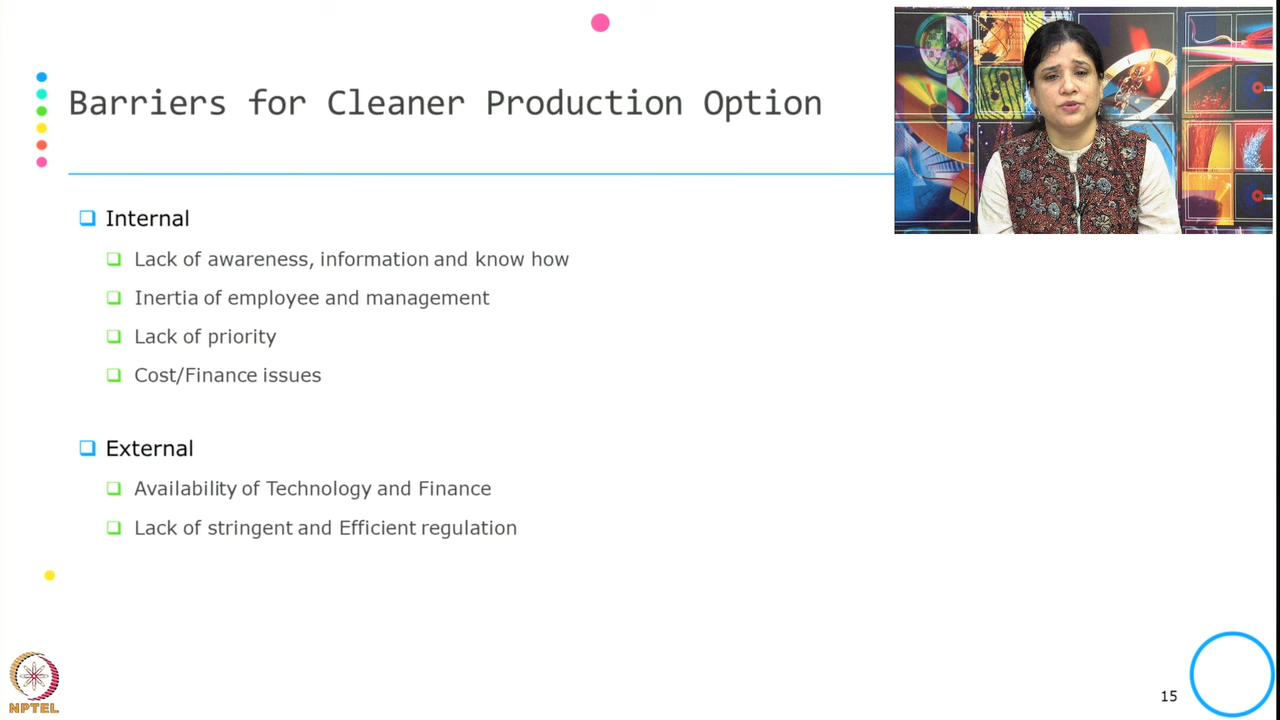 Barriers for Cleaner Production Option
Internal
Lack of awareness, information and know how
Inertia of employee and management
Lack of priority
Cost/Finance issues
External
Availability of Technology and Finance
Lack of stringent and Efficient regulation
NPTEL
15